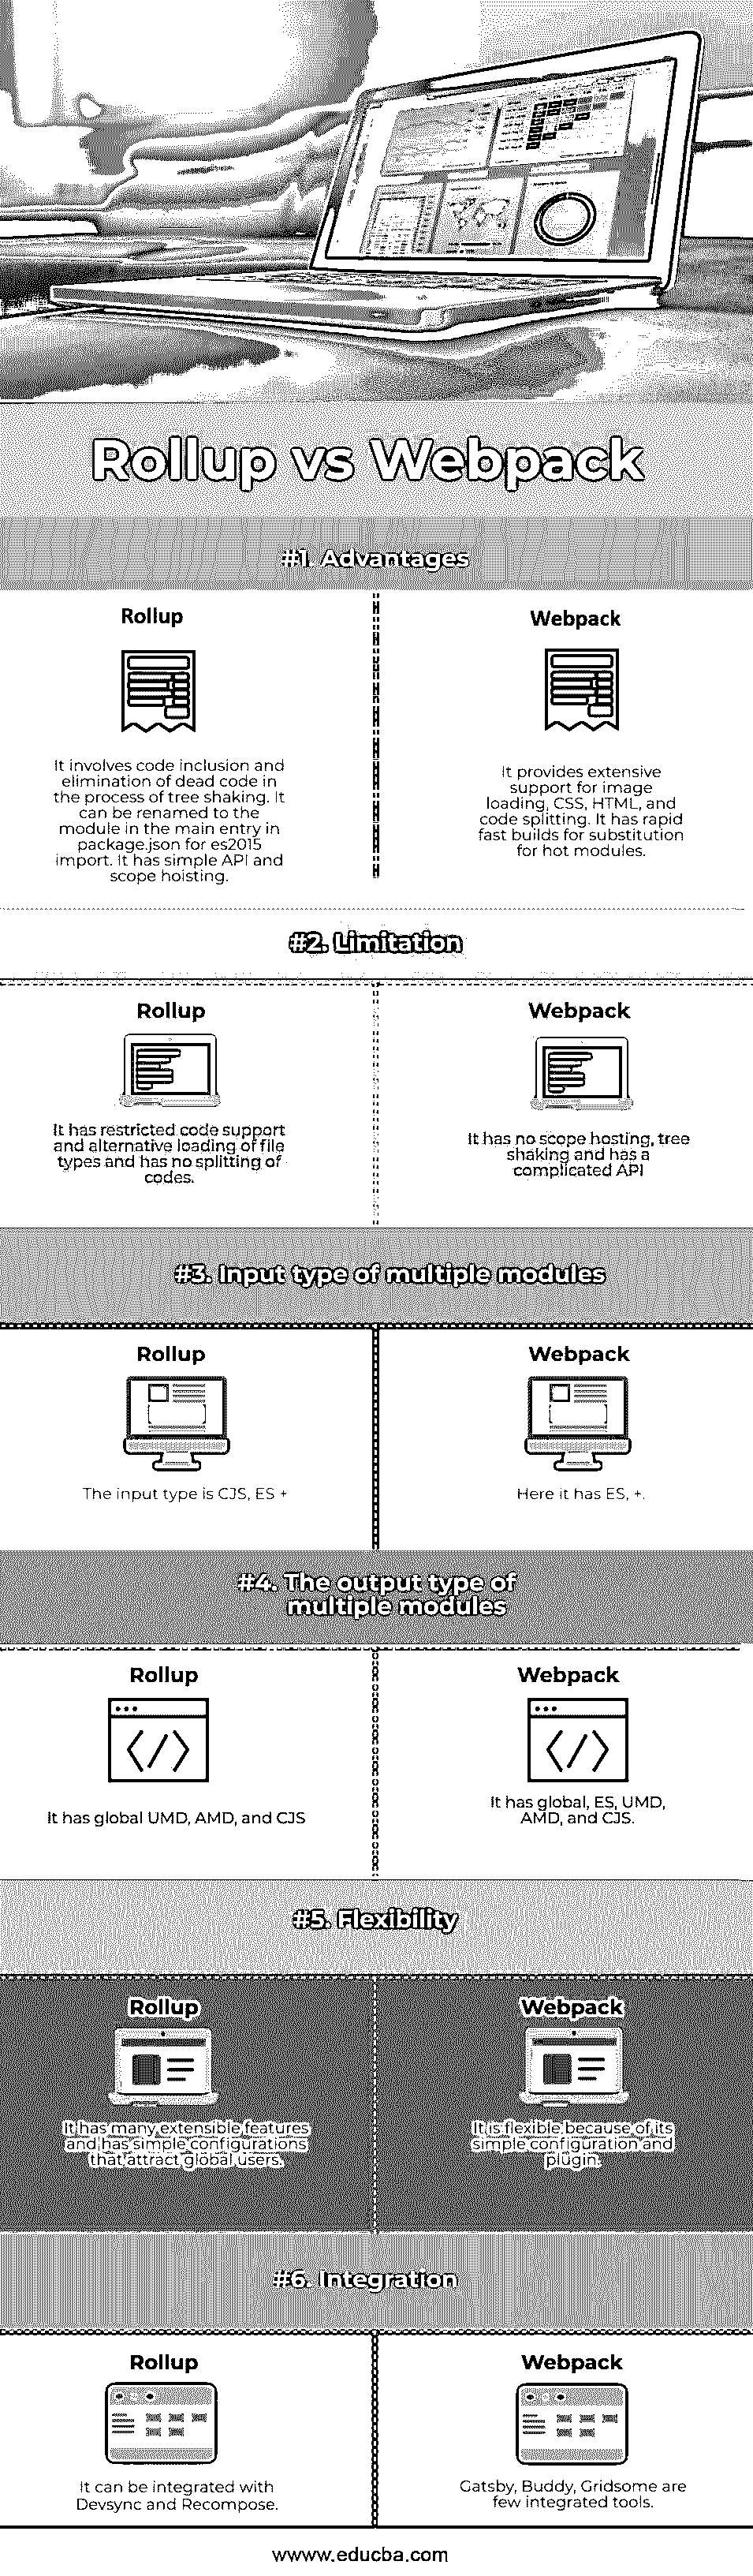 Rollup vs Webpack
#1. Advantages
Rollup
It involves code inclusion and
elimination of dead code in
the process of tree shaking. It
can be renamed to the
module in the main entry in
package.json for es2015
import. It has simple API and
scope hoisting.
Webpack
It provides extensive
support for image
loading, CSS, HTML, and
code splitting. It has rapid
fast builds for substitution
for hot modules.
#2. Limitation
Rollup
It has restricted code support
and alternative loading of file
types and has no splitting of
codes.
Webpack
It has no scope hosting, tree
shaking and has a
complicated API
#3. Input type of multiple modules
Rollup
The input type is CJS, ES +
Webpack
Here it has ES, +.
#4. The output type of
multiple modules
Rollup
It has global UMD, AMD, and CJS
Webpack
It has global, ES, UMD,
AMD, and CJS.
#5. Flexibility
Rollup
It has many extensible features
and has simple configurations
that attract global users.
Webpack
It is flexible because of its
simple configuration and
plugin.
#6. Integration
Rollup
It can be integrated with
Devsync and Recompose.
Webpack
Gatsby, Buddy, Gridsome are
few integrated tools.
www.educba.com